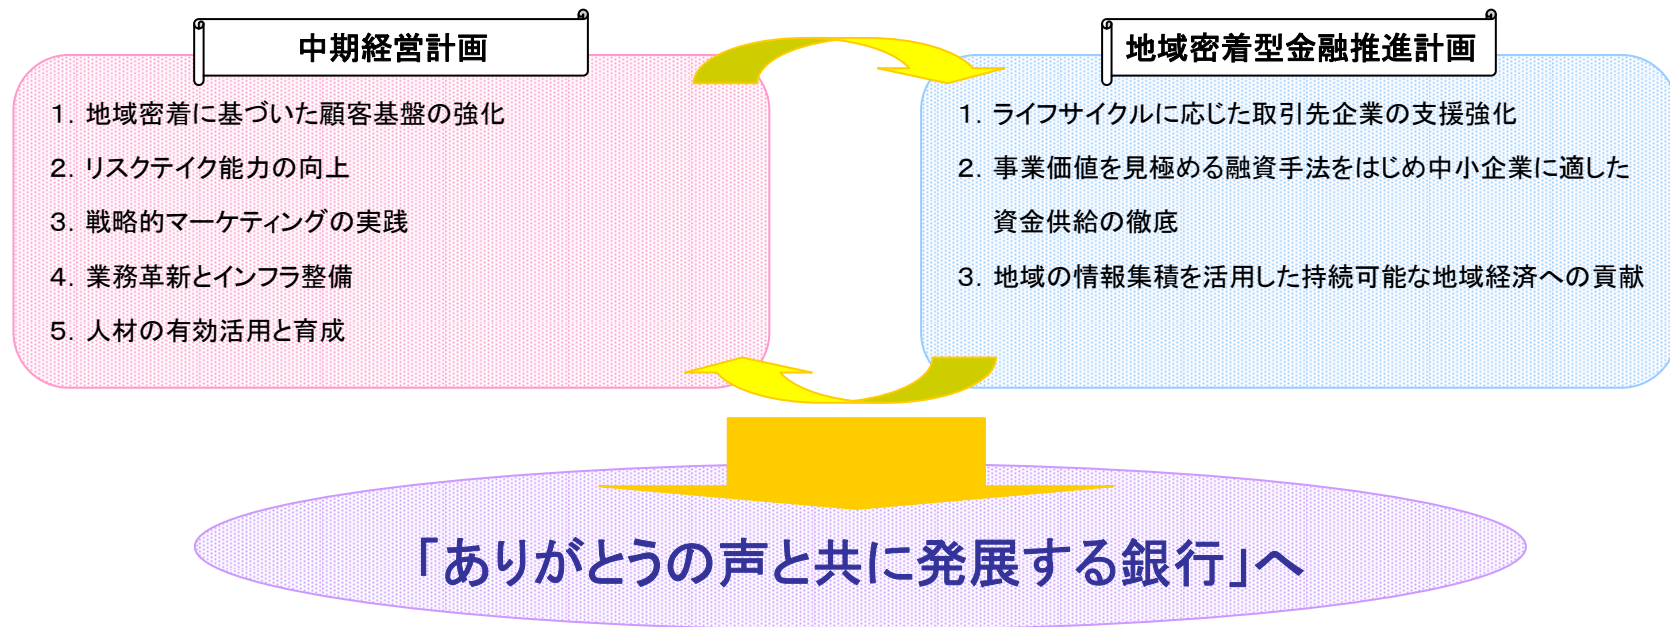 中期経営計画
1. 地域密着に基づいた顧客基盤の強化
2. リスクテイク能力の向上
3. 戦略的マーケティングの実践
4. 業務革新とインフラ整備
5. 人材の有効活用と育成
地域密着型金融推進計画
1. ライフサイクルに応じた取引先企業の支援強化
2. 事業価値を見極める融資手法をはじめ中小企業に適した
資金供給の徹底
3. 地域の情報集積を活用した持続可能な地域経済への貢献
「ありがとうの声と共に発展する銀行」へ